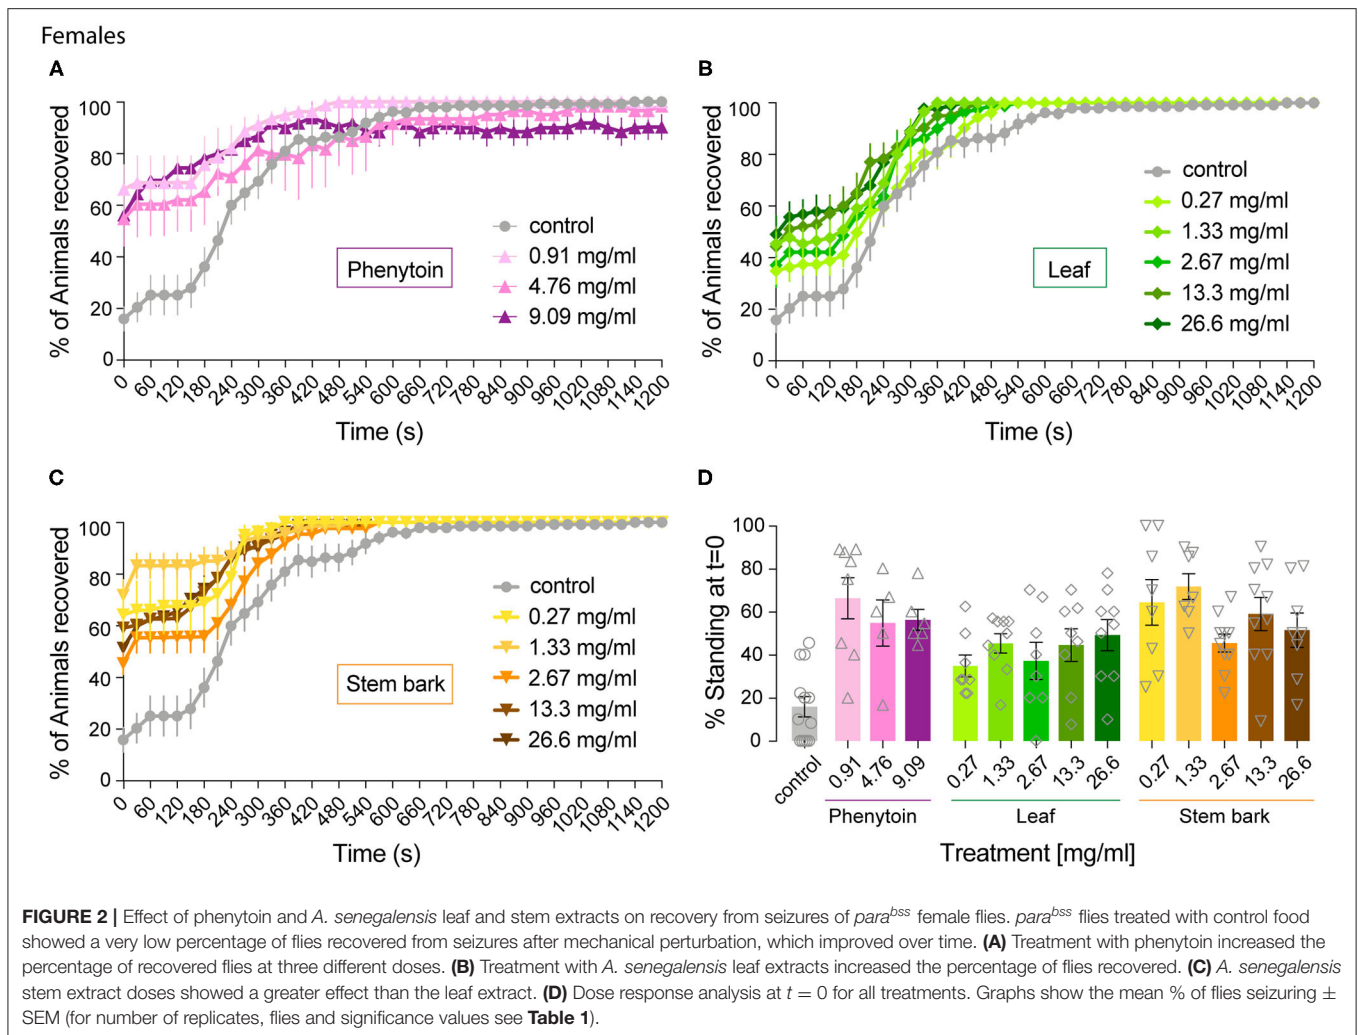 Females
A
% of Animals recovered
100
80
60
40
20
0
0 60 120 180 240 300 360 420 480 540 600 660 720 780 840 900 960 1020 1080 1140 1200
Time (s)
Phenytoin
control
0.91 mg/ml
4.76 mg/ml
9.09 mg/ml
B
% of Animals recovered
100
80
60
40
20
0
0 60 120 180 240 300 360 420 480 540 600 660 720 780 840 900 960 1020 1080 1140 1200
Time (s)
Leaf
control
0.27 mg/ml
1.33 mg/ml
2.67 mg/ml
13.3 mg/ml
26.6 mg/ml
C
% of Animals recovered
100
80
60
40
20
0
0 60 120 180 240 300 360 420 480 540 600 660 720 780 840 900 960 1020 1080 1140 1200
Time (s)
Stem bark
control
0.27 mg/ml
1.33 mg/ml
2.67 mg/ml
13.3 mg/ml
26.6 mg/ml
D
% Standing at t=0
100
80
60
40
20
0
control 0.91 4.76 9.09 0.27 1.33 2.67 13.3 26.6 0.27 1.33 2.67 13.3 26.6
Phenytoin Leaf Stem bark
Treatment [mg/ml]
FIGURE 2 | Effect of phenytoin and A. senegalensis leaf and stem extracts on recovery from seizures of para^bss female flies. para^bss flies treated with control food
showed a very low percentage of flies recovered from seizures after mechanical perturbation, which improved over time. (A) Treatment with phenytoin increased the
percentage of recovered flies at three different doses. (B) Treatment with A. senegalensis leaf extracts increased the percentage of flies recovered. (C) A. senegalensis
stem extract doses showed a greater effect than the leaf extract. (D) Dose response analysis at t = 0 for all treatments. Graphs show the mean % of flies seizuring ±
SEM (for number of replicates, flies and significance values see Table 1).